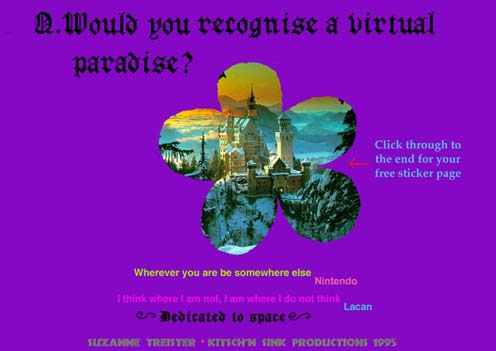 Q.Would you recognise a virtual
paradise?
Click through to
the end for your
free sticker page
Wherever you are be somewhere else
Nintendo
I think where I am not, I am where I do not think
Lacan
Dedicated to space
SUZANNE TREISTER * KITSCH'N SINK PRODUCTIONS 1995